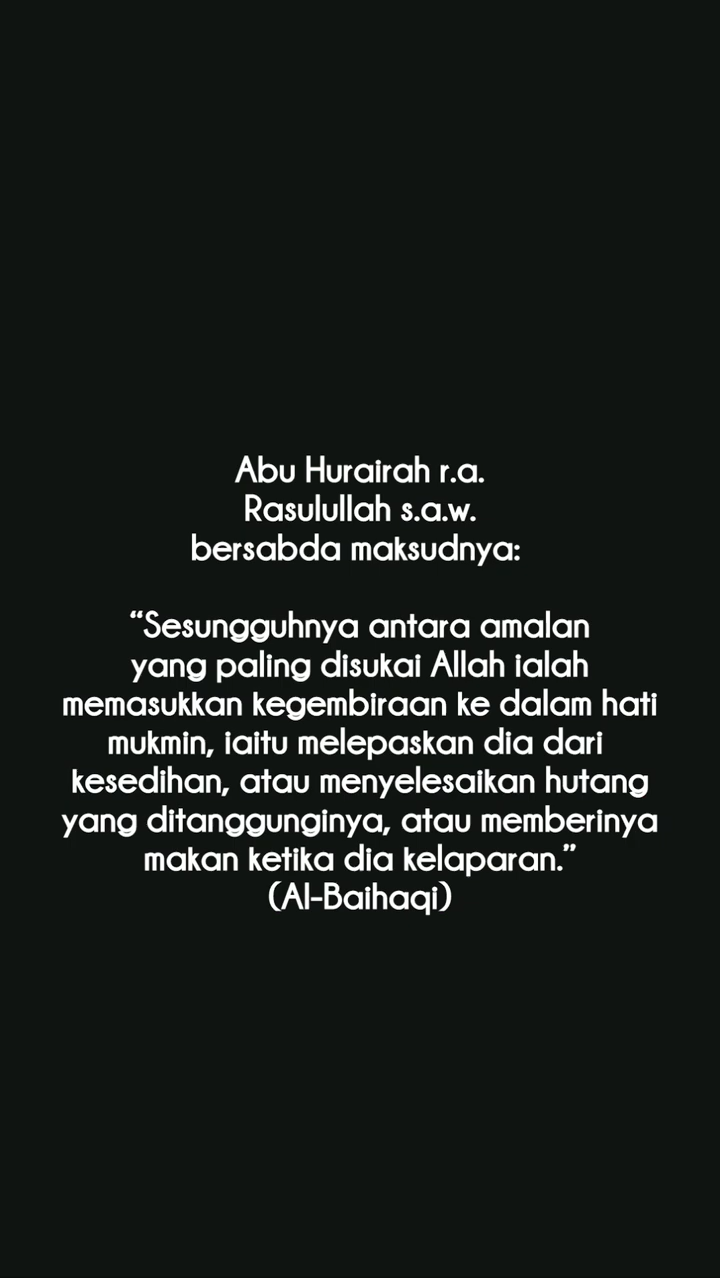 Abu Hurairah r.a.
Rasulullah s.a.w.
bersabda maksudnya:
“Sesungguhnya antara amalan
yang paling disukai Allah ialah
memasukkan kegembiraan ke dalam hati
mukmin, iaitu melepaskan dia dari
kesedihan, atau menyelesaikan hutang
yang ditanggunginya, atau memberinya
makan ketika dia kelaparan.”
(Al-Baihaqi)